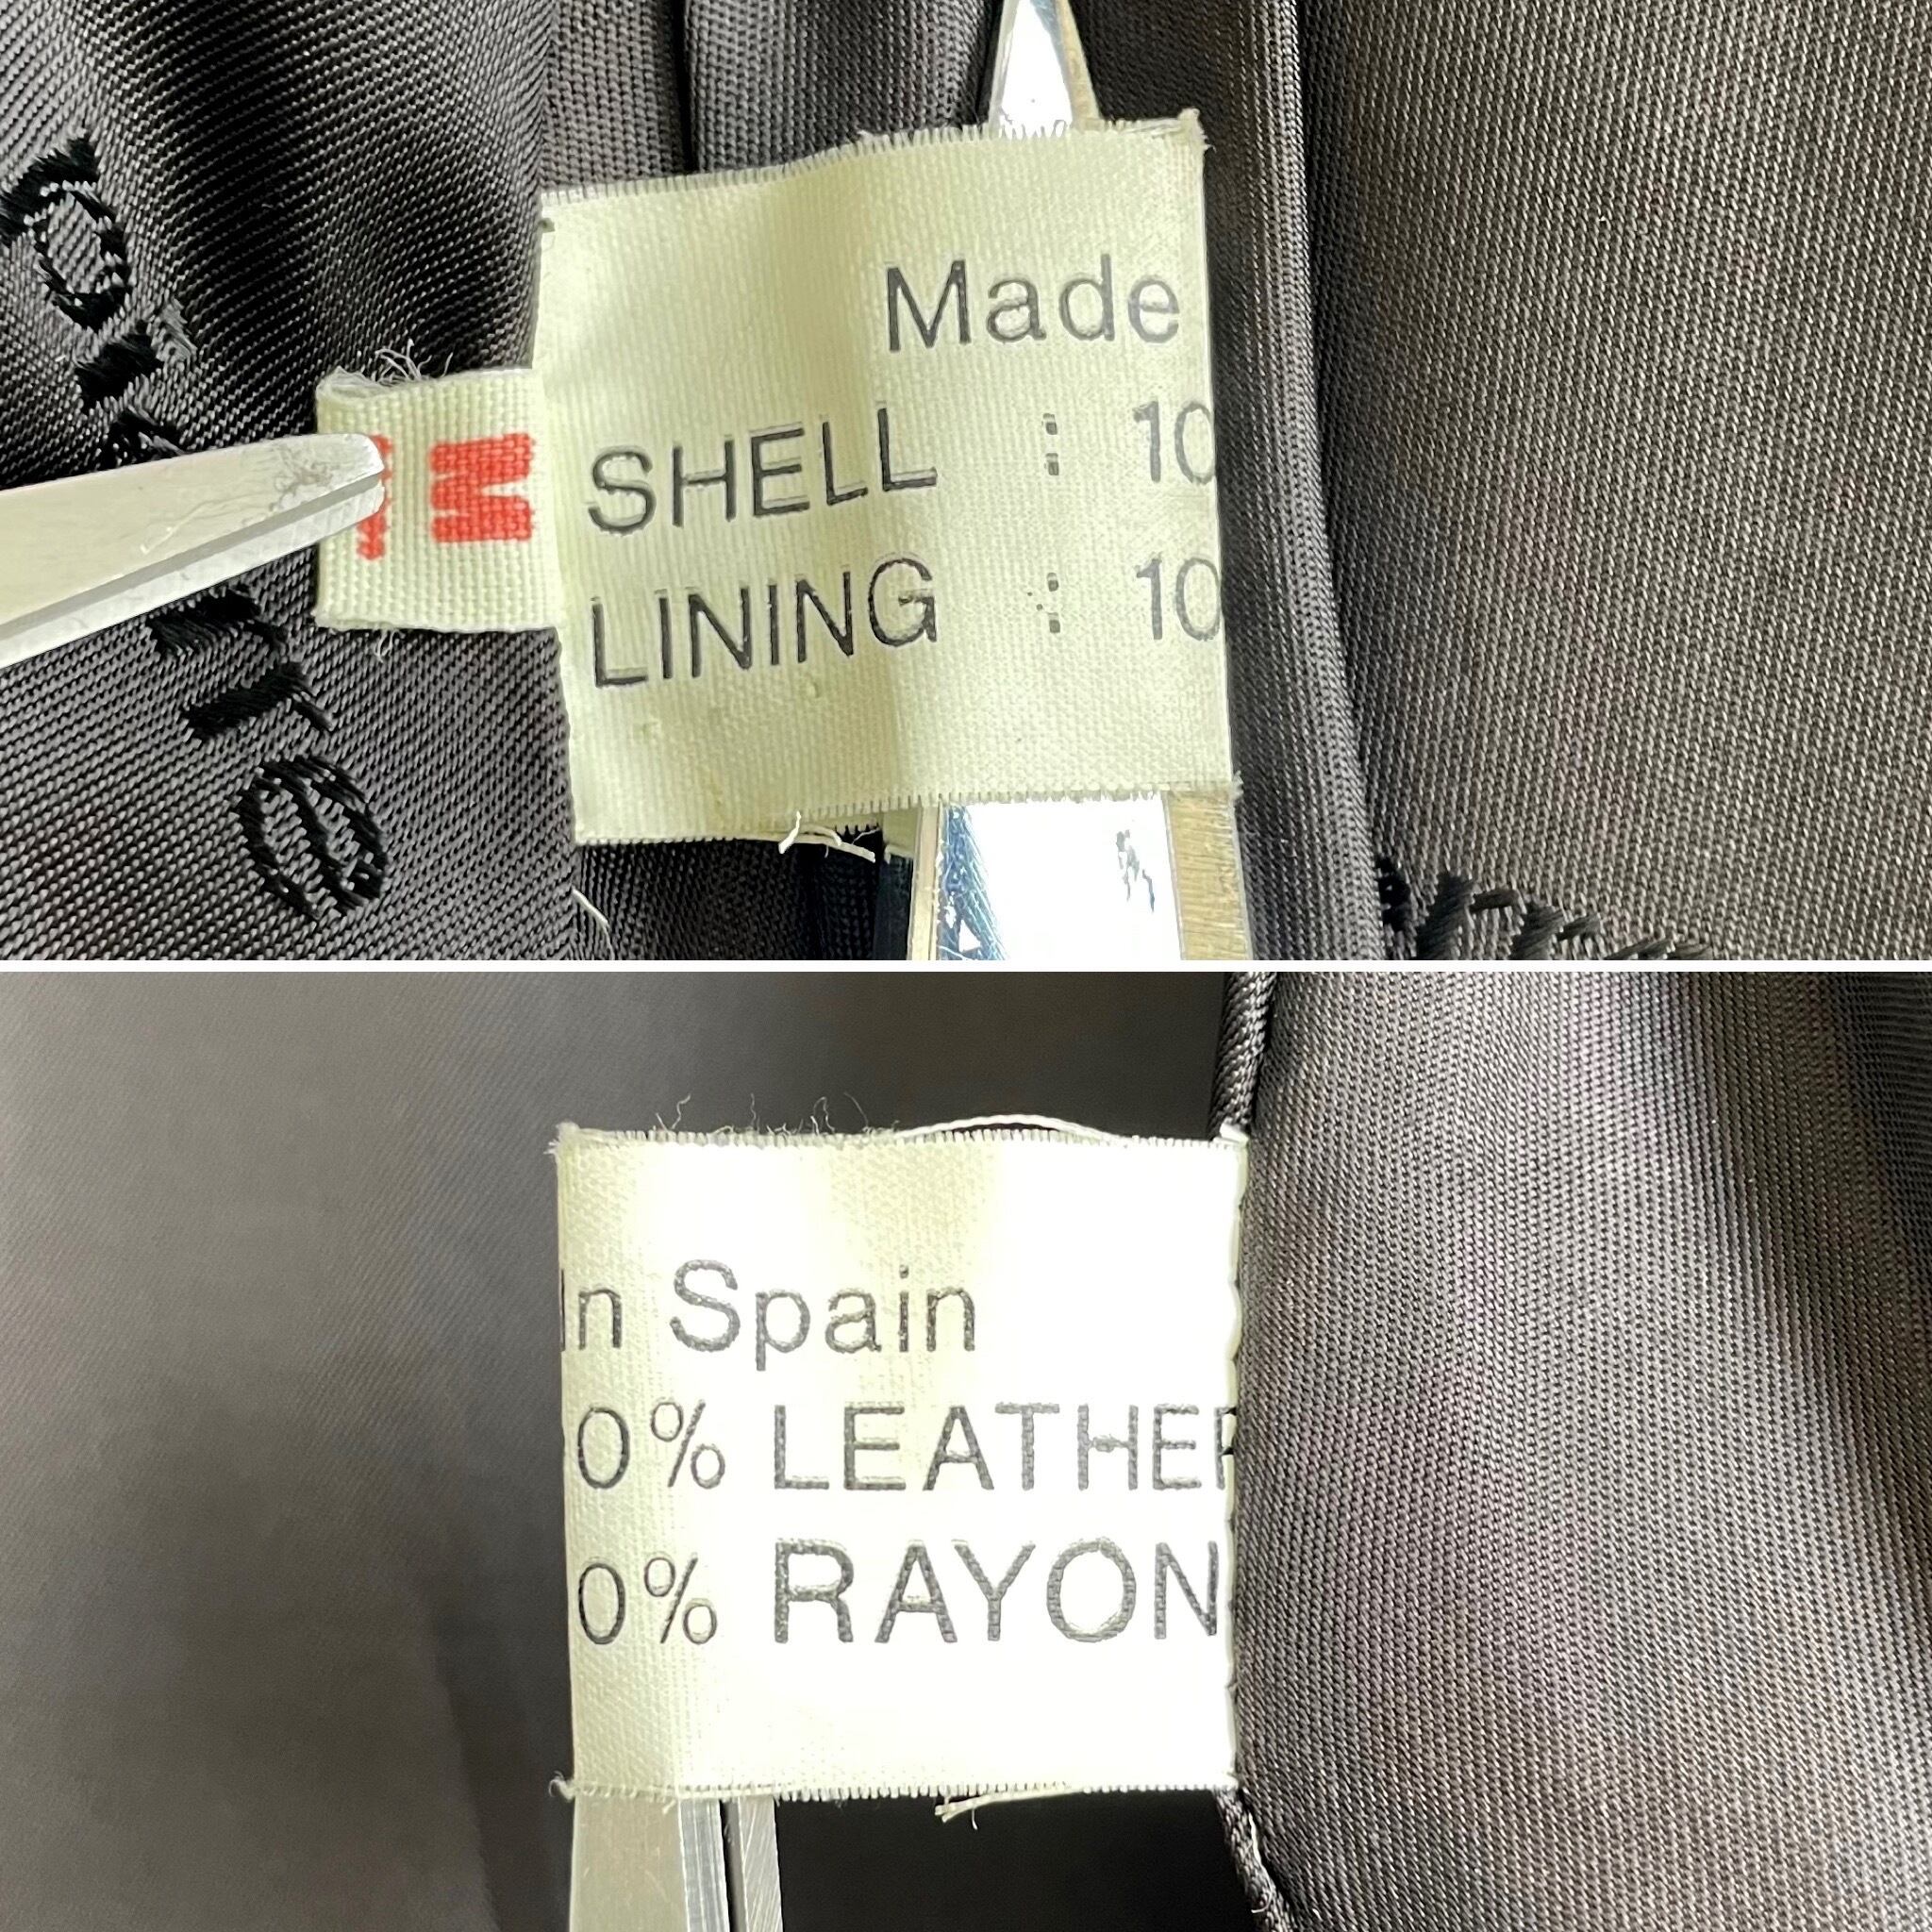 Made
SHELL : 10
LINING : 10
In Spain
0% LEATHER
0% RAYON